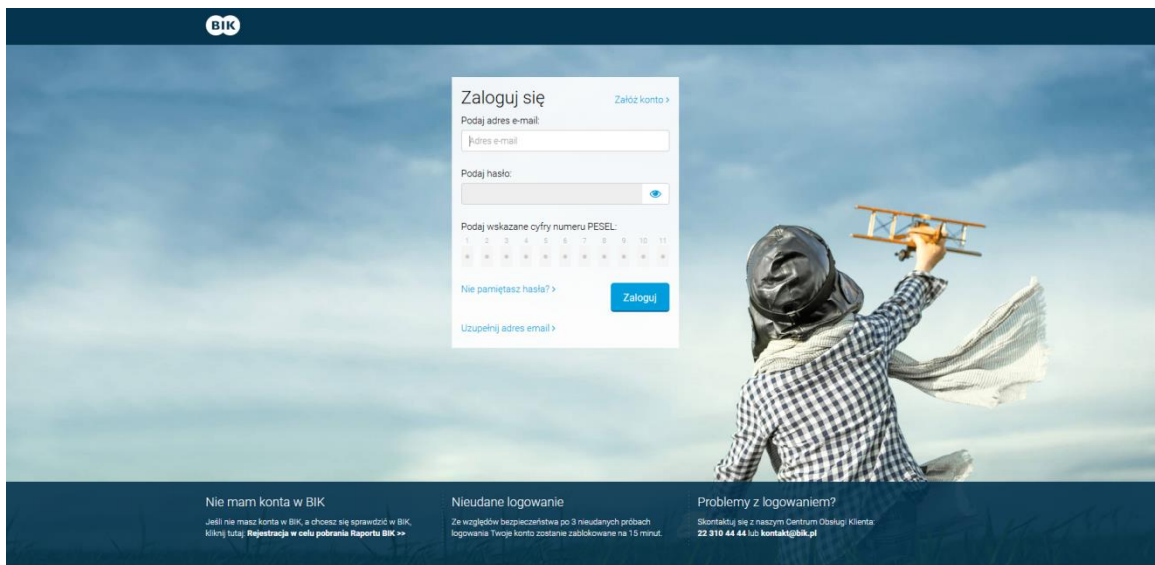 BIK
Zaloguj się
Załóż konto >
Podaj adres e-mail:
Adres e-mail
Podaj hasło:
Podaj wskazane cyfry numeru PESEL:
1 2 3 4 5 6 7 8 9 10 11
Nie pamiętasz hasła? >
Zaloguj
Uzupełnij adres email >
Nie mam konta w BIK
Jeśli nie masz konta w BIK, a chcesz się sprawdzić w BIK,
kliknij tutaj: Rejestracja w celu pobrania Raportu BIK >>
Nieudane logowanie
Ze względów bezpieczeństwa po 3 nieudanych próbach
logowania Twoje konto zostanie zablokowane na 15 minut.
Problemy z logowaniem?
Skontaktuj się z naszym Centrum Obsługi Klienta:
22 310 44 44 lub kontakt@bik.pl